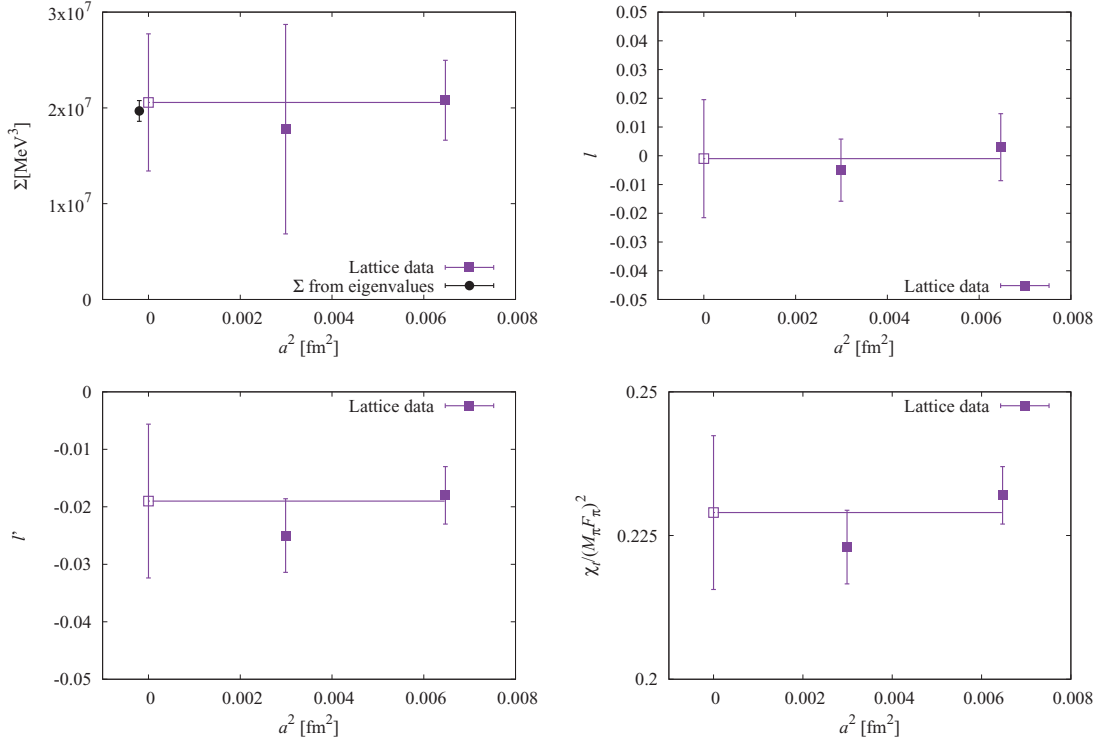 3x10^7
2x10^7
1x10^7
0
Σ[MeV^3]
Lattice data
Σ from eigenvalues
0 0.002 0.004 0.006 0.008
a^2 [fm^2]
0.05
0.04
0.03
0.02
0.01
0
-0.01
-0.02
-0.03
-0.04
-0.05
l
Lattice data
0 0.002 0.004 0.006 0.008
a^2 [fm^2]
0
-0.01
-0.02
-0.03
-0.04
-0.05
l'
Lattice data
0 0.002 0.004 0.006 0.008
a^2 [fm^2]
0.25
0.225
0.2
χ_t/(M_πF_π)^2
Lattice data
0 0.002 0.004 0.006 0.008
a^2 [fm^2]